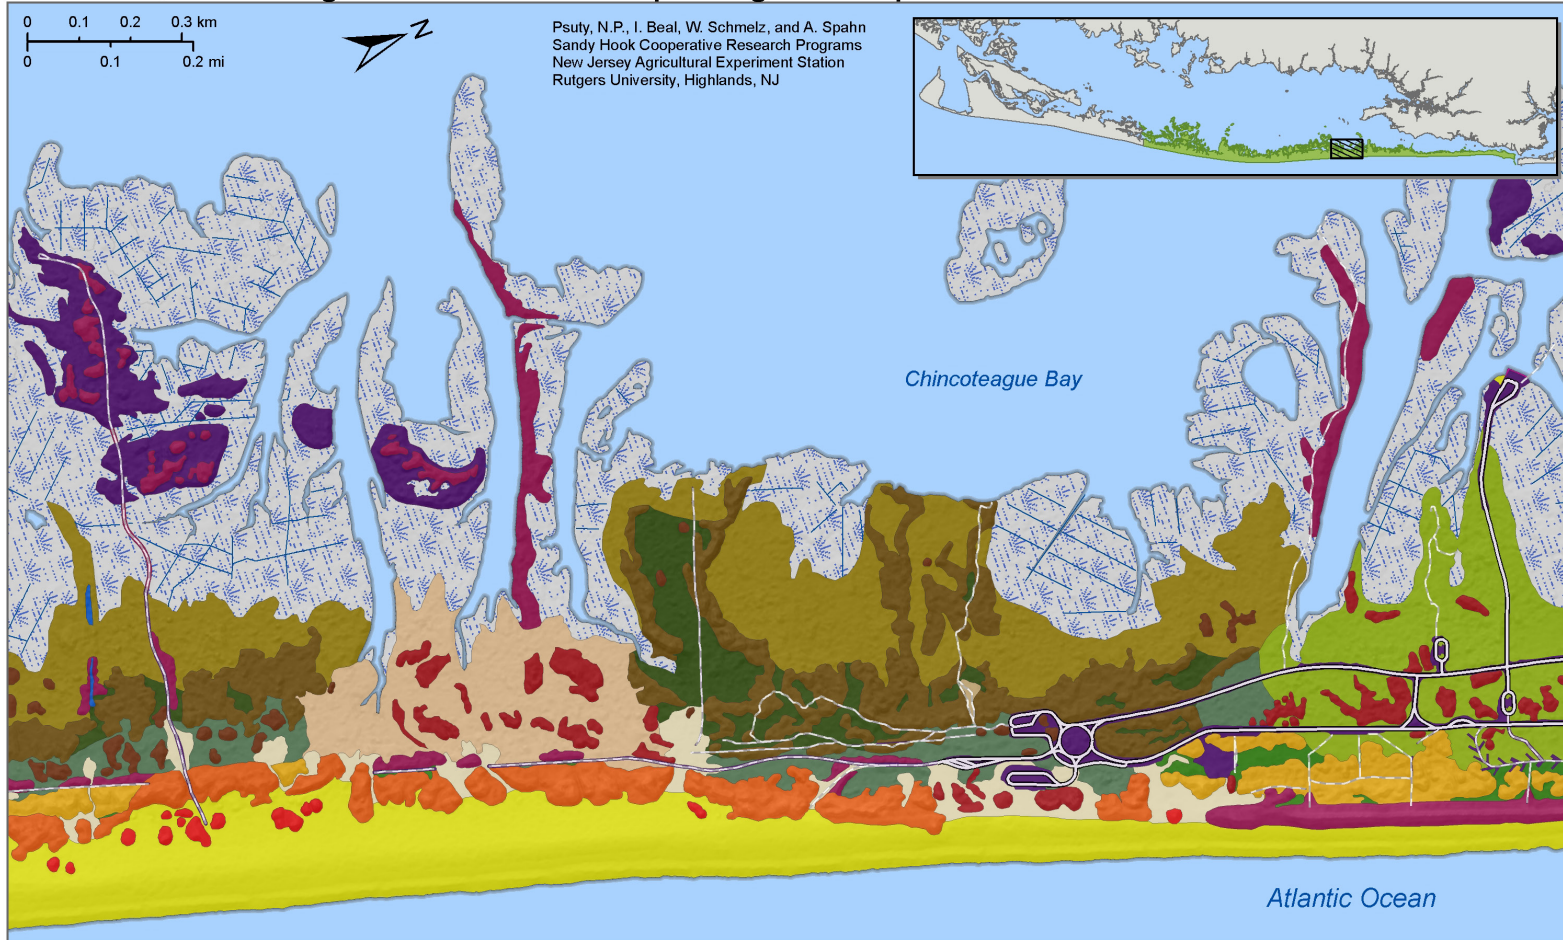 0 0.1 0.2 0.3 km
0 0.1 0.2 mi
N
Psuty, N.P., I. Beal, W. Schmelz, and A. Spahn
Sandy Hook Cooperative Research Programs
New Jersey Agricultural Experiment Station
Rutgers University, Highlands, NJ
Chincoteague Bay
Atlantic Ocean